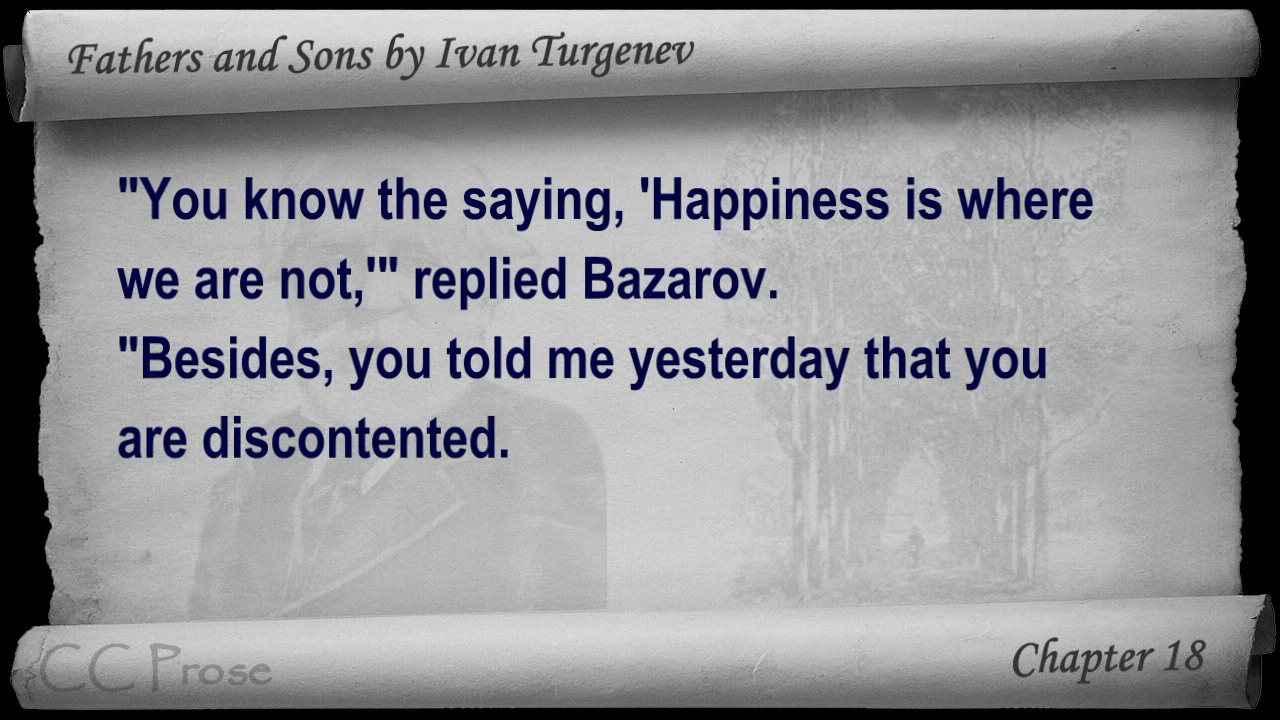 Fathers and Sons by Ivan Turgenev
"You know the saying, 'Happiness is where
we are not,'" replied Bazarov.
"Besides, you told me yesterday that you
are discontented.
CC Prose
Chapter 18